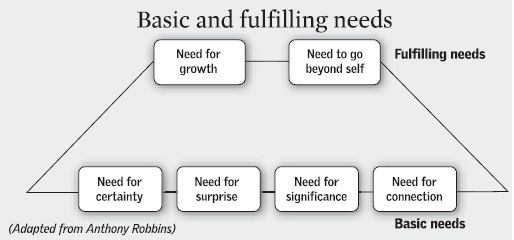 Basic and fulfilling needs
Need for
growth
Need to go
beyond self
Fulfilling needs
Need for
certainty
Need for
surprise
Need for
significance
Need for
connection
Basic needs
(Adapted from Anthony Robbins)